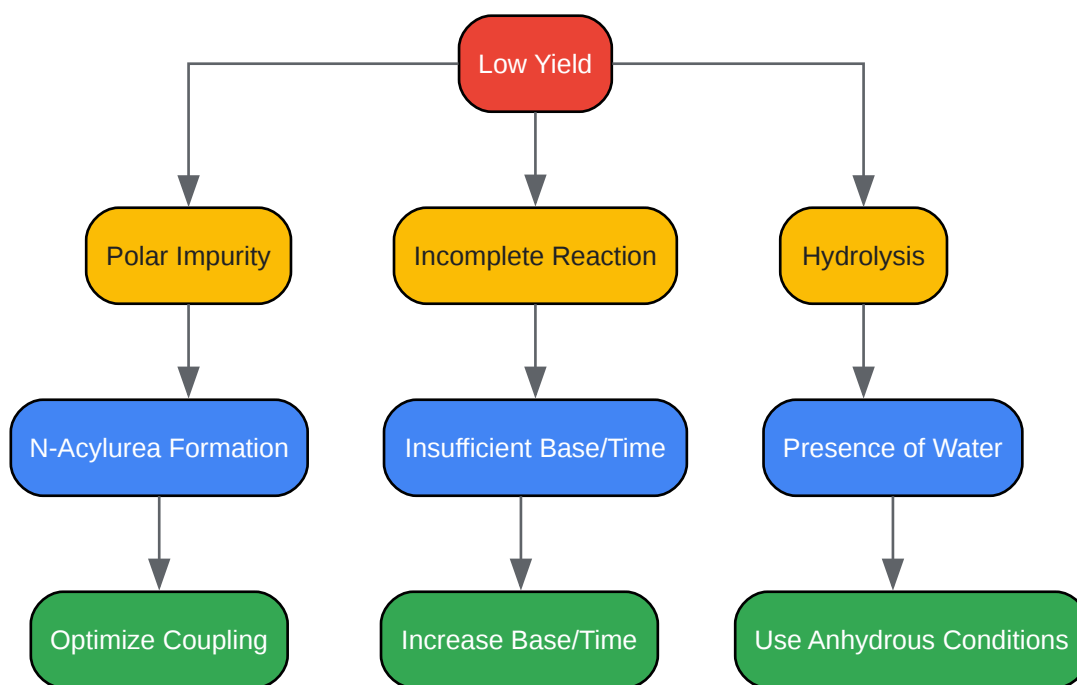 Low Yield
Polar Impurity
Incomplete Reaction
Hydrolysis
N-Acylurea Formation
Insufficient Base/Time
Presence of Water
Optimize Coupling
Increase Base/Time
Use Anhydrous Conditions